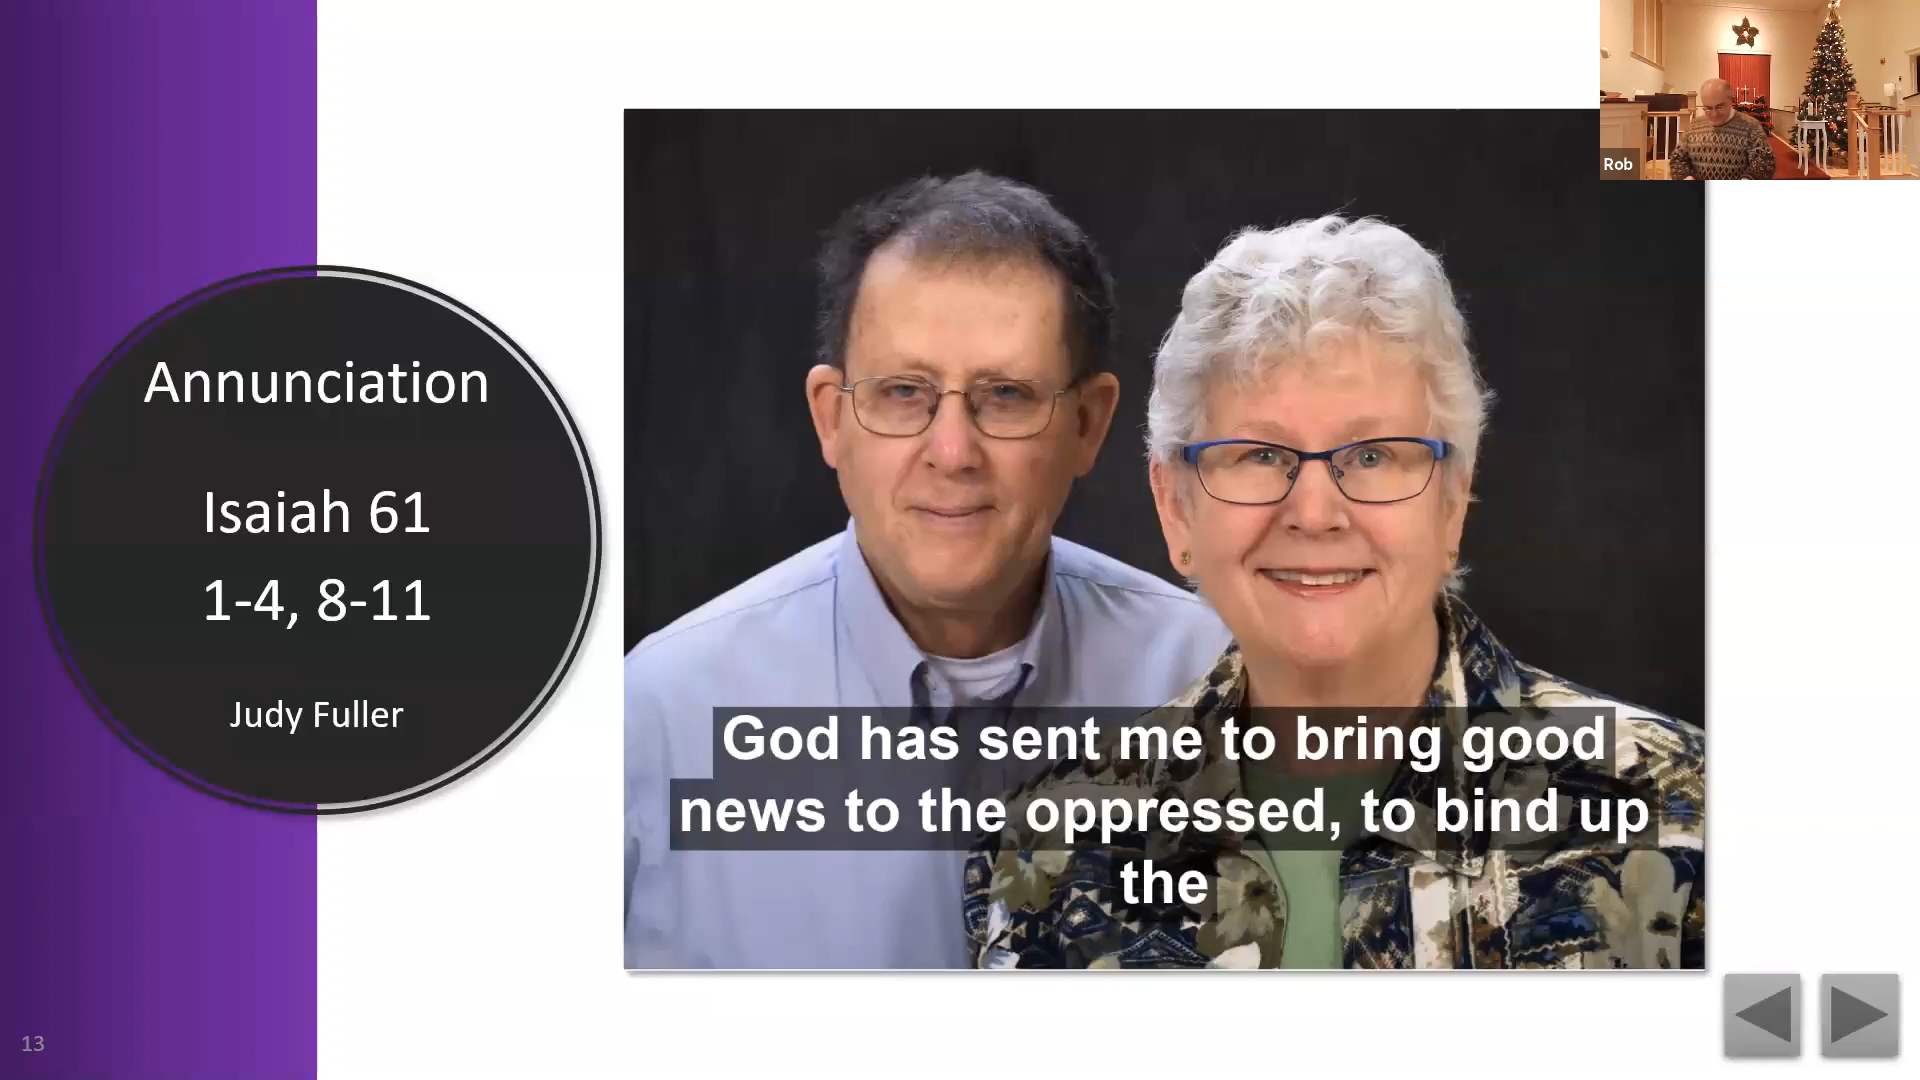 Annunciation
Isaiah 61
1-4, 8-11
Judy Fuller
God has sent me to bring good
news to the oppressed, to bind up
the
Rob
13